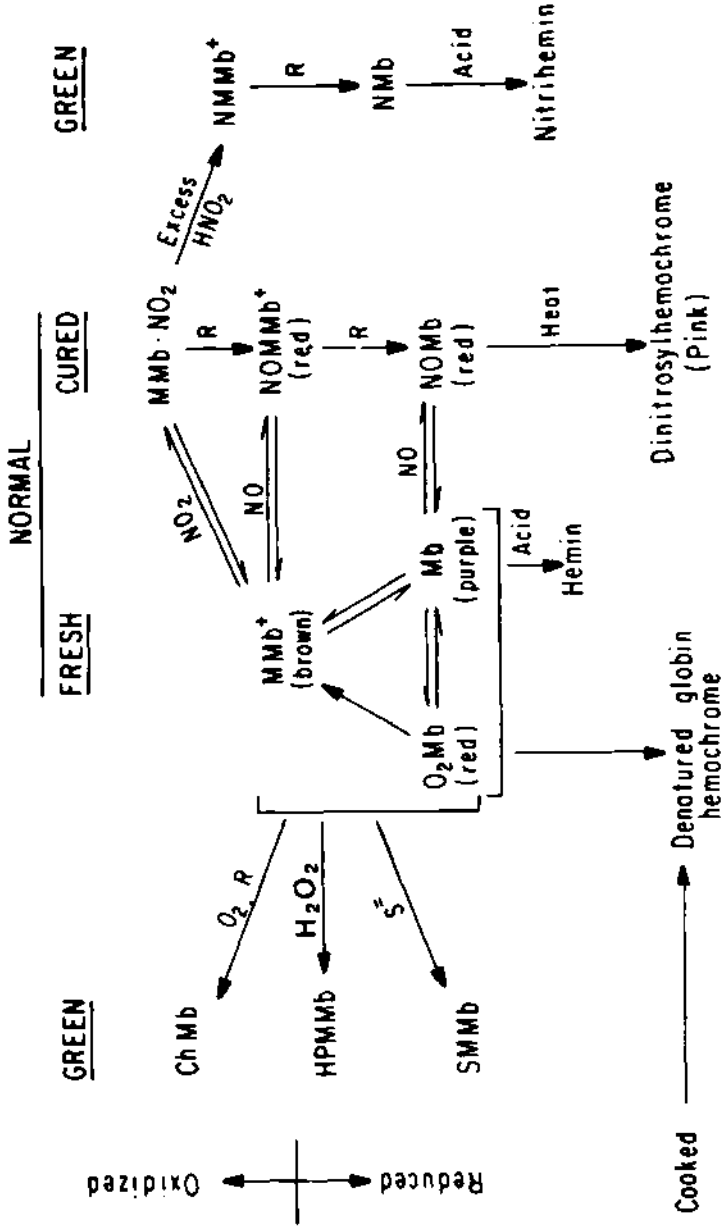 NORMAL
GREEN
FRESH
CURED
GREEN
Oxidized
Reduced
ChMb
HPMMb
SMMb
O₂, R
H₂O₂
S⁼
MMb⁺
(brown)
O₂Mb
(red)
Mb
(purple)
NO₂
NO
NO
MMb·NO₂
R
NOMMb⁺
(red)
R
NOMb
(red)
Heat
Dinitrosylhemochrome
(Pink)
Excess
HNO₂
NMMb⁺
R
NMb
Acid
Nitrihemin
Acid
Hemin
Cooked
Denatured globin
hemochrome